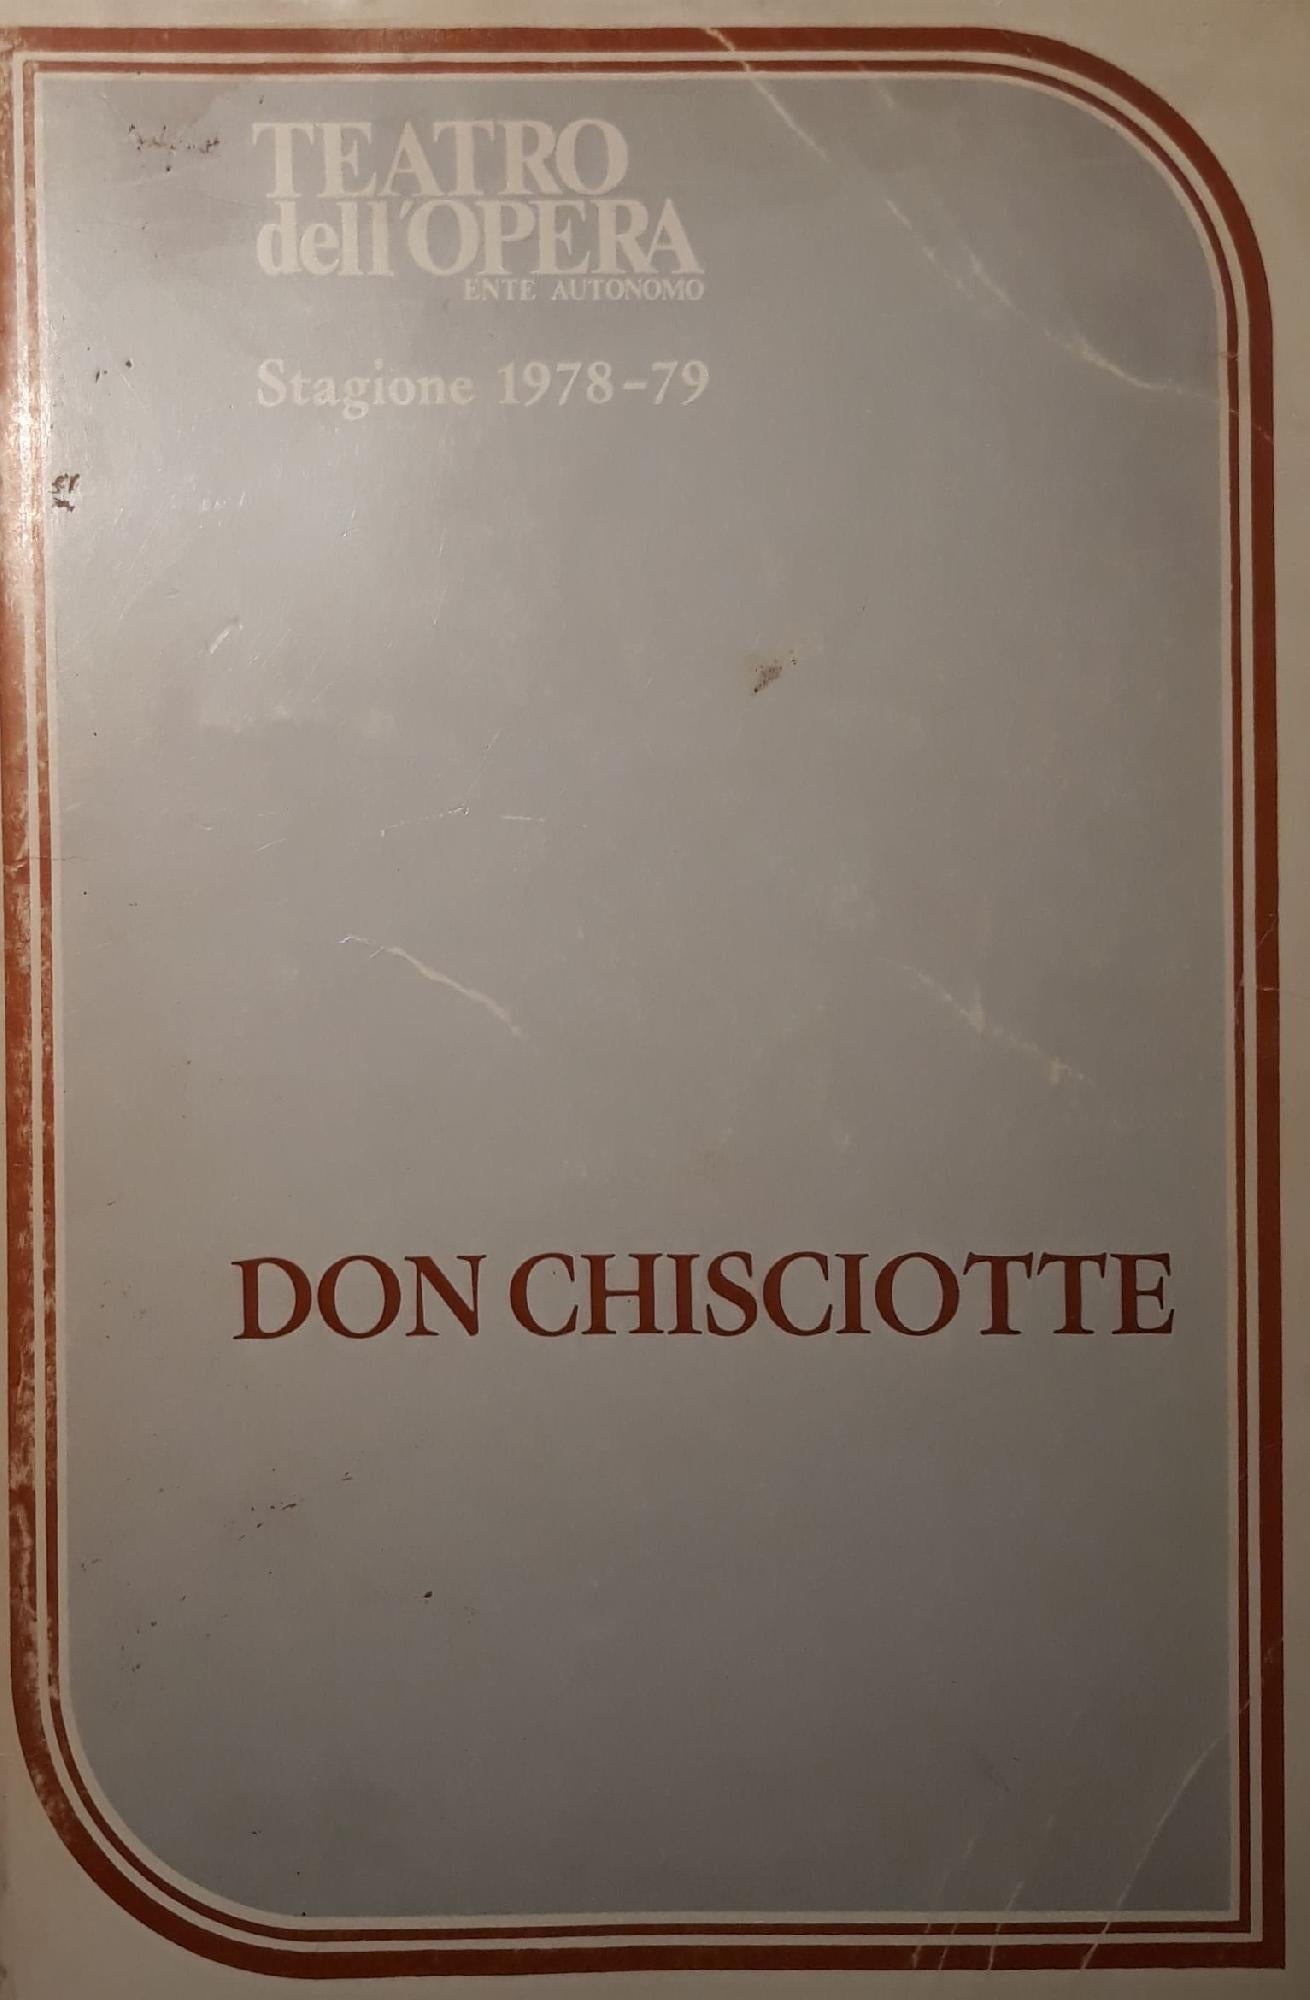 TEATRO
dell'OPERA
ENTE AUTONOMO
Stagione 1978-79
DON CHISCIOTTE